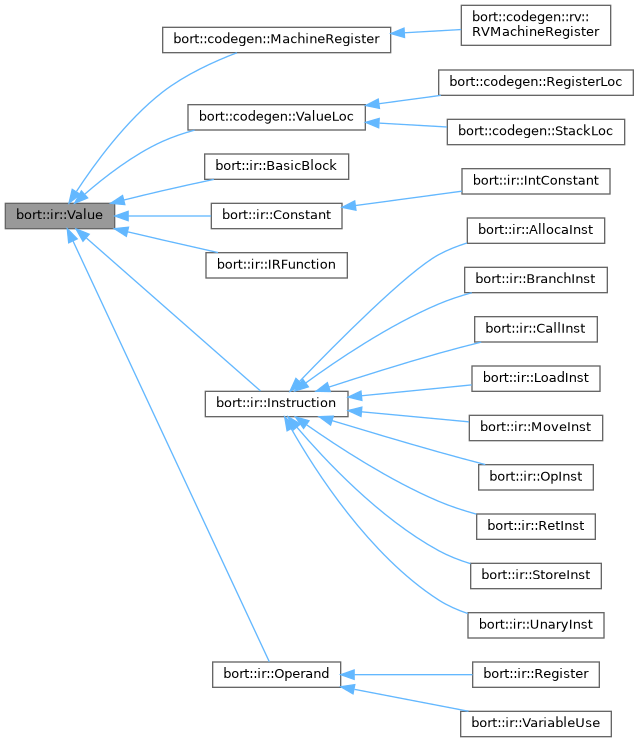 bort::codegen::rv::
RVMachineRegister
bort::codegen::MachineRegister
bort::codegen::RegisterLoc
bort::codegen::ValueLoc
bort::codegen::StackLoc
bort::ir::BasicBlock
bort::ir::IntConstant
bort::ir::Value
bort::ir::Constant
bort::ir::AllocaInst
bort::ir::IRFunction
bort::ir::BranchInst
bort::ir::CallInst
bort::ir::LoadInst
bort::ir::Instruction
bort::ir::MoveInst
bort::ir::OpInst
bort::ir::RetInst
bort::ir::StoreInst
bort::ir::UnaryInst
bort::ir::Operand
bort::ir::Register
bort::ir::VariableUse